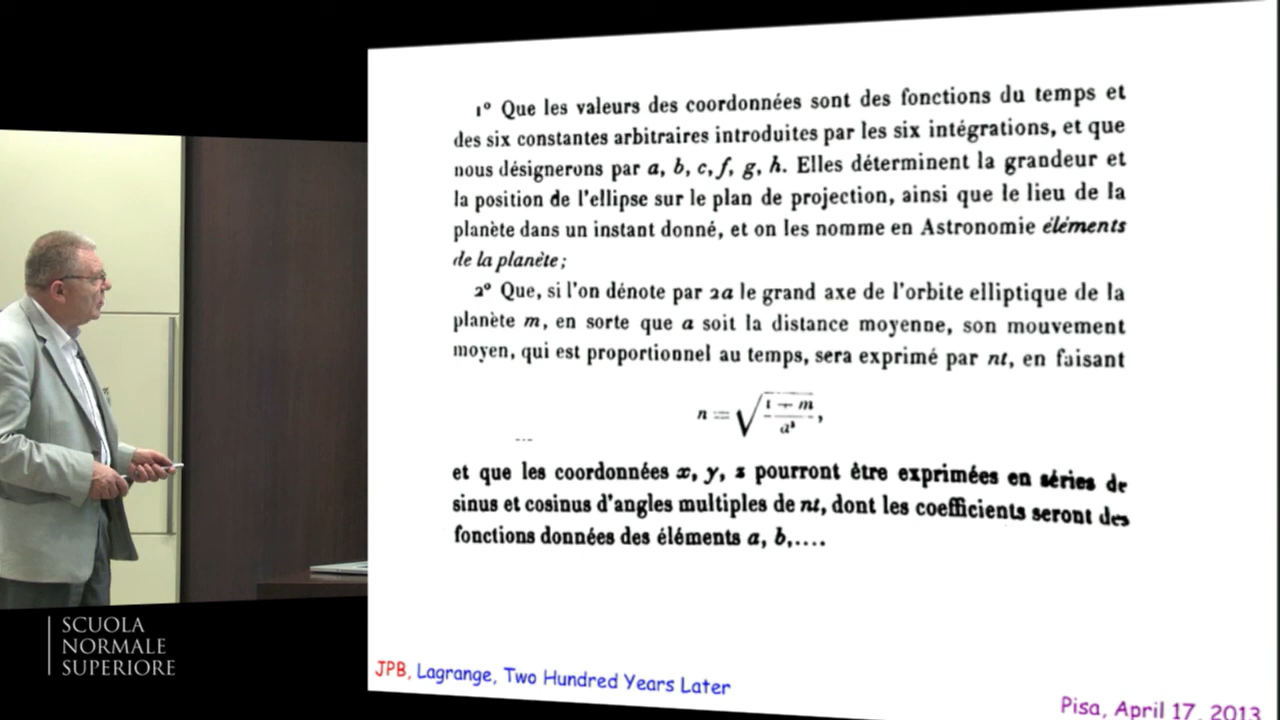 1º Que les valeurs des coordonnées sont des fonctions du temps et
des six constantes arbitraires introduites par les six intégrations, et que
nous désignerons par a, b, c, f, g, h. Elles déterminent la grandeur et
la position de l'ellipse sur le plan de projection, ainsi que le lieu de la
planète dans un instant donné, et on les nomme en Astronomie éléments
de la planète;
2º Que, si l'on dénote par 2a le grand axe de l'orbite elliptique de la
planète m, en sorte que a soit la distance moyenne, son mouvement
moyen, qui est proportionnel au temps, sera exprimé par nt, en faisant
n = √((1 + m)/a³),
---
et que les coordonnées x, y, z pourront être exprimées en séries de
sinus et cosinus d'angles multiples de nt, dont les coefficients seront des
fonctions données des éléments a, b,....
JPB, Lagrange, Two Hundred Years Later
Pisa, April 17, 2013
SCUOLA
NORMALE
SUPERIORE